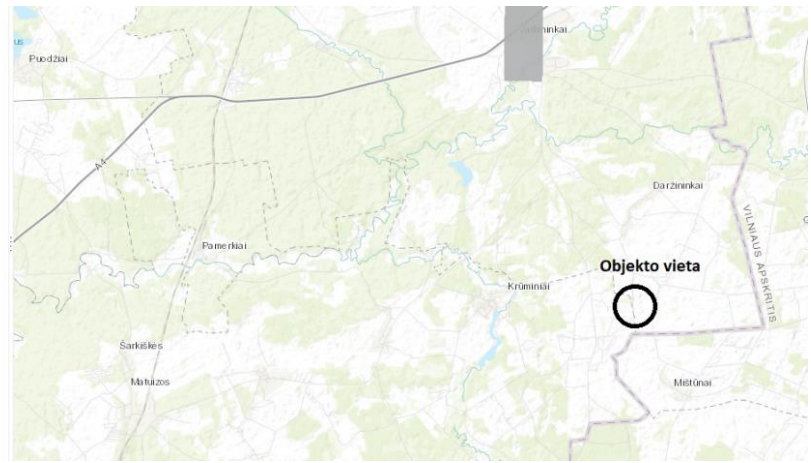 Puodžiai
A4
Daržininkai
VILNIAUS APSKRITIS
Pamerkiai
Objekto vieta
Krūminiai
Šarkiškės
Matuizos
Mištūnai